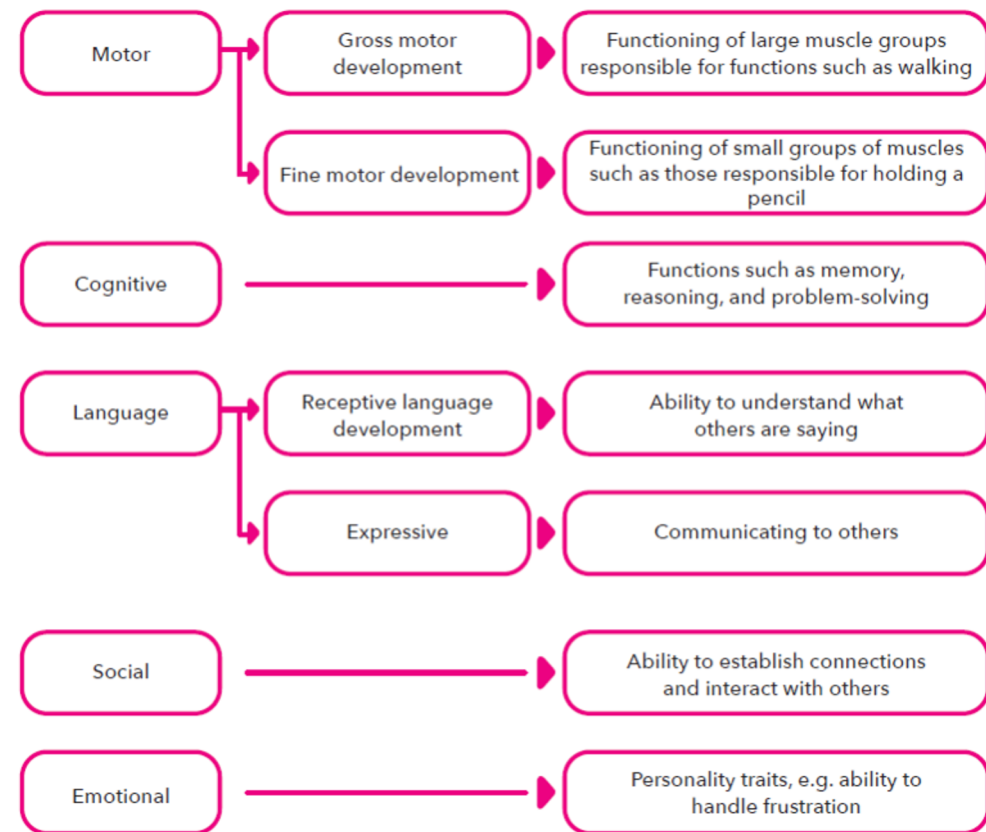 Motor
Gross motor
development
Functioning of large muscle groups
responsible for functions such as walking
Fine motor development
Functioning of small groups of muscles
such as those responsible for holding a
pencil
Cognitive
Functions such as memory,
reasoning, and problem-solving
Language
Receptive language
development
Ability to understand what
others are saying
Expressive
Communicating to others
Social
Ability to establish connections
and interact with others
Emotional
Personality traits, e.g. ability to
handle frustration